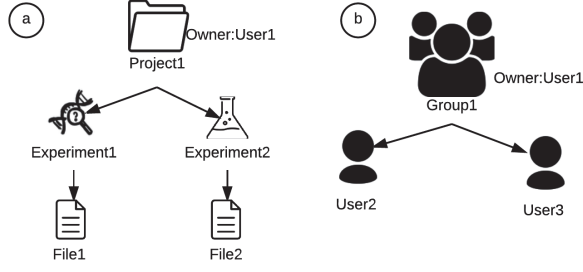 a
Owner:User1
Project1
?
Experiment1
Experiment2
File1
File2
b
Owner:User1
Group1
User2
User3